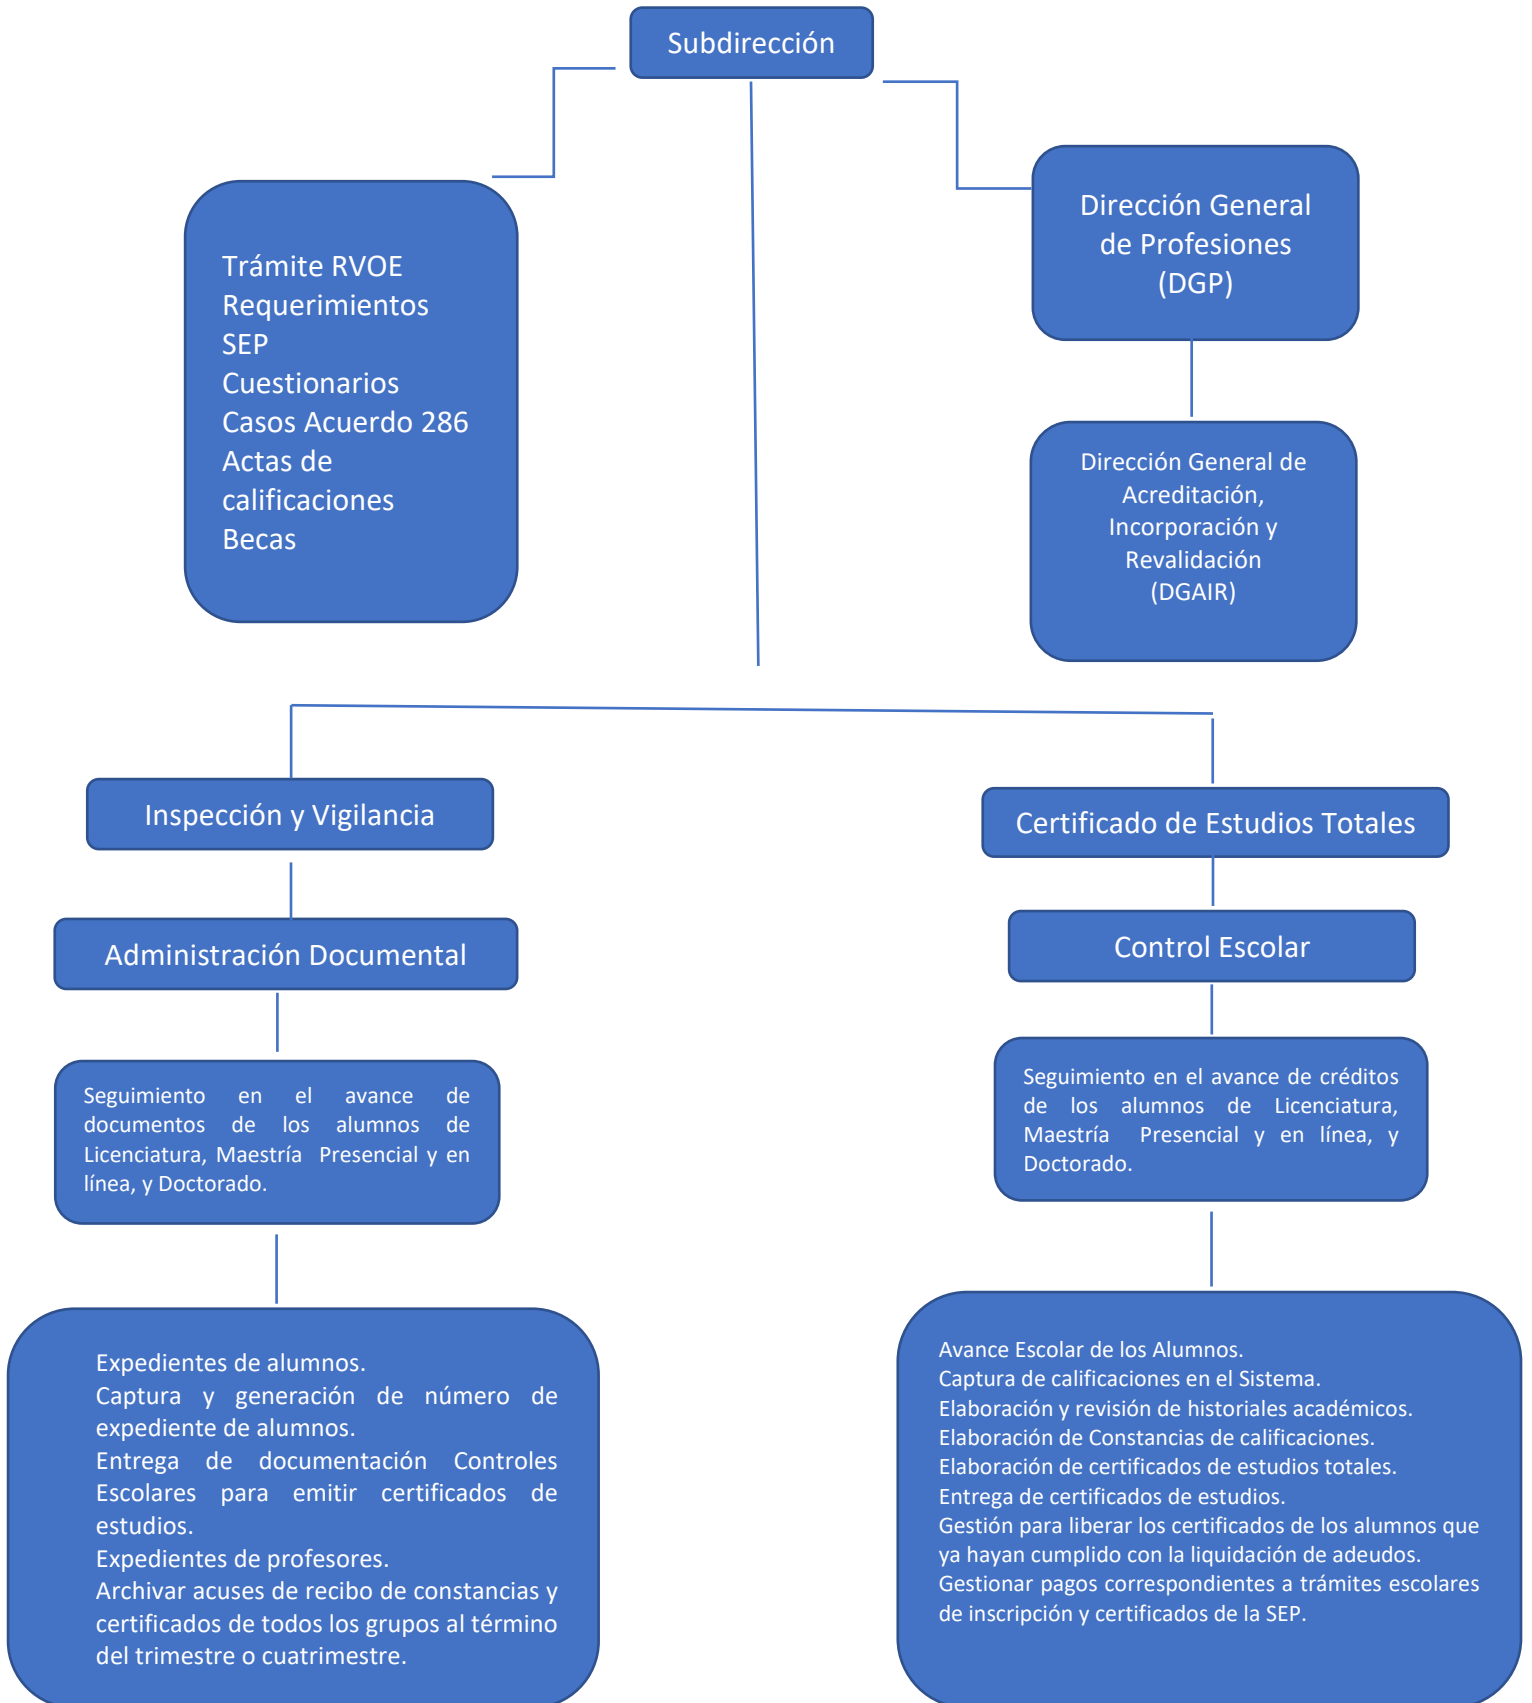 Subdirección
Trámite RVOE
Requerimientos
SEP
Cuestionarios
Casos Acuerdo 286
Actas de
calificaciones
Becas
Dirección General
de Profesiones
(DGP)
Dirección General de
Acreditación,
Incorporación y
Revalidación
(DGAIR)
Inspección y Vigilancia
Administración Documental
Seguimiento en el avance de
documentos de los alumnos de
Licenciatura, Maestría Presencial y en
línea, y Doctorado.
Expedientes de alumnos.
Captura y generación de número de
expediente de alumnos.
Entrega de documentación Controles
Escolares para emitir certificados de
estudios.
Expedientes de profesores.
Archivar acuses de recibo de constancias y
certificados de todos los grupos al término
del trimestre o cuatrimestre.
Certificado de Estudios Totales
Control Escolar
Seguimiento en el avance de créditos
de los alumnos de Licenciatura,
Maestría Presencial y en línea, y
Doctorado.
Avance Escolar de los Alumnos.
Captura de calificaciones en el Sistema.
Elaboración y revisión de historiales académicos.
Elaboración de Constancias de calificaciones.
Elaboración de certificados de estudios totales.
Entrega de certificados de estudios.
Gestión para liberar los certificados de los alumnos que
ya hayan cumplido con la liquidación de adeudos.
Gestionar pagos correspondientes a trámites escolares
de inscripción y certificados de la SEP.